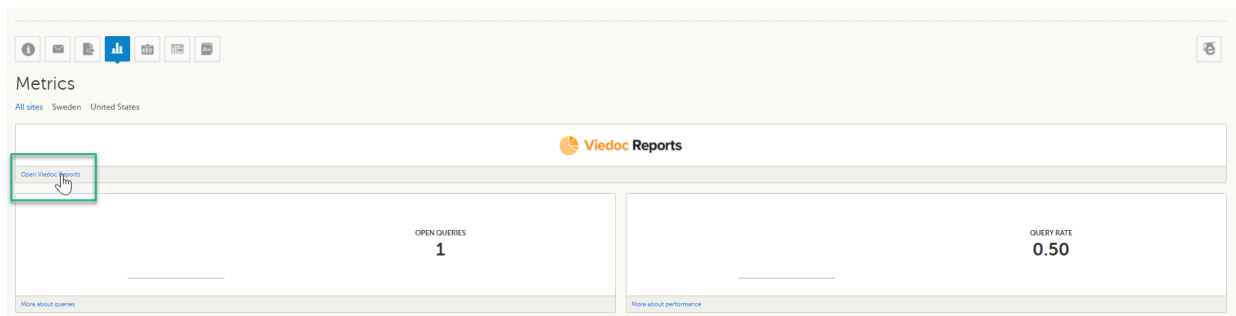 Metrics
All sites Sweden United States
Viedoc Reports
Open Viedoc Reports
OPEN QUERIES
1
QUERY RATE
0.50
More about queries
More about performance